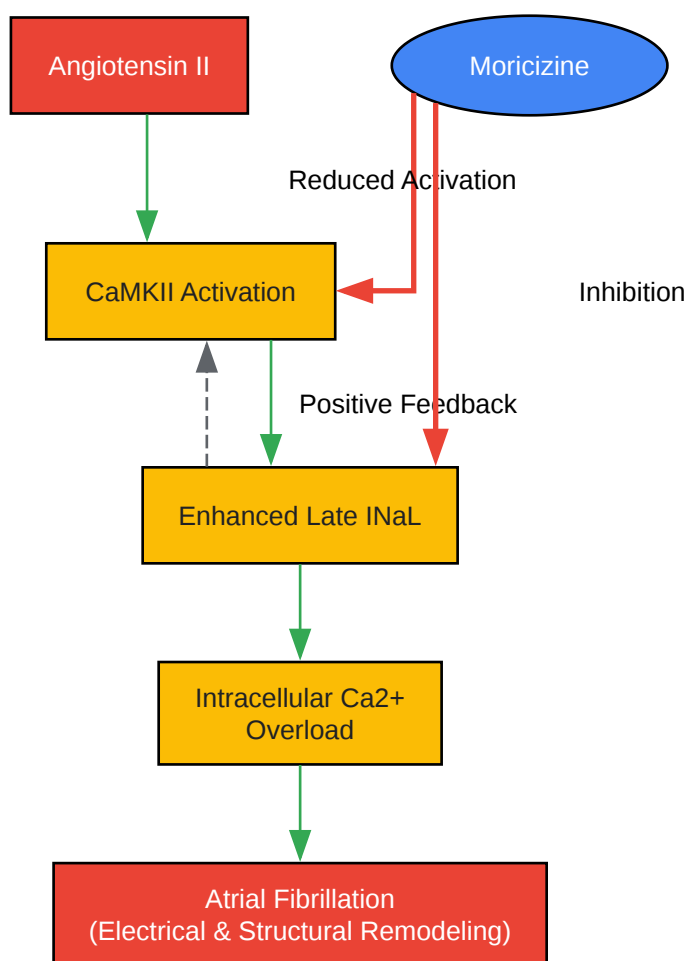 Angiotensin II
Moricizine
Reduced Activation
CaMKII Activation
Inhibition
Positive Feedback
Enhanced Late INaL
Intracellular Ca2+
Overload
Atrial Fibrillation
(Electrical & Structural Remodeling)